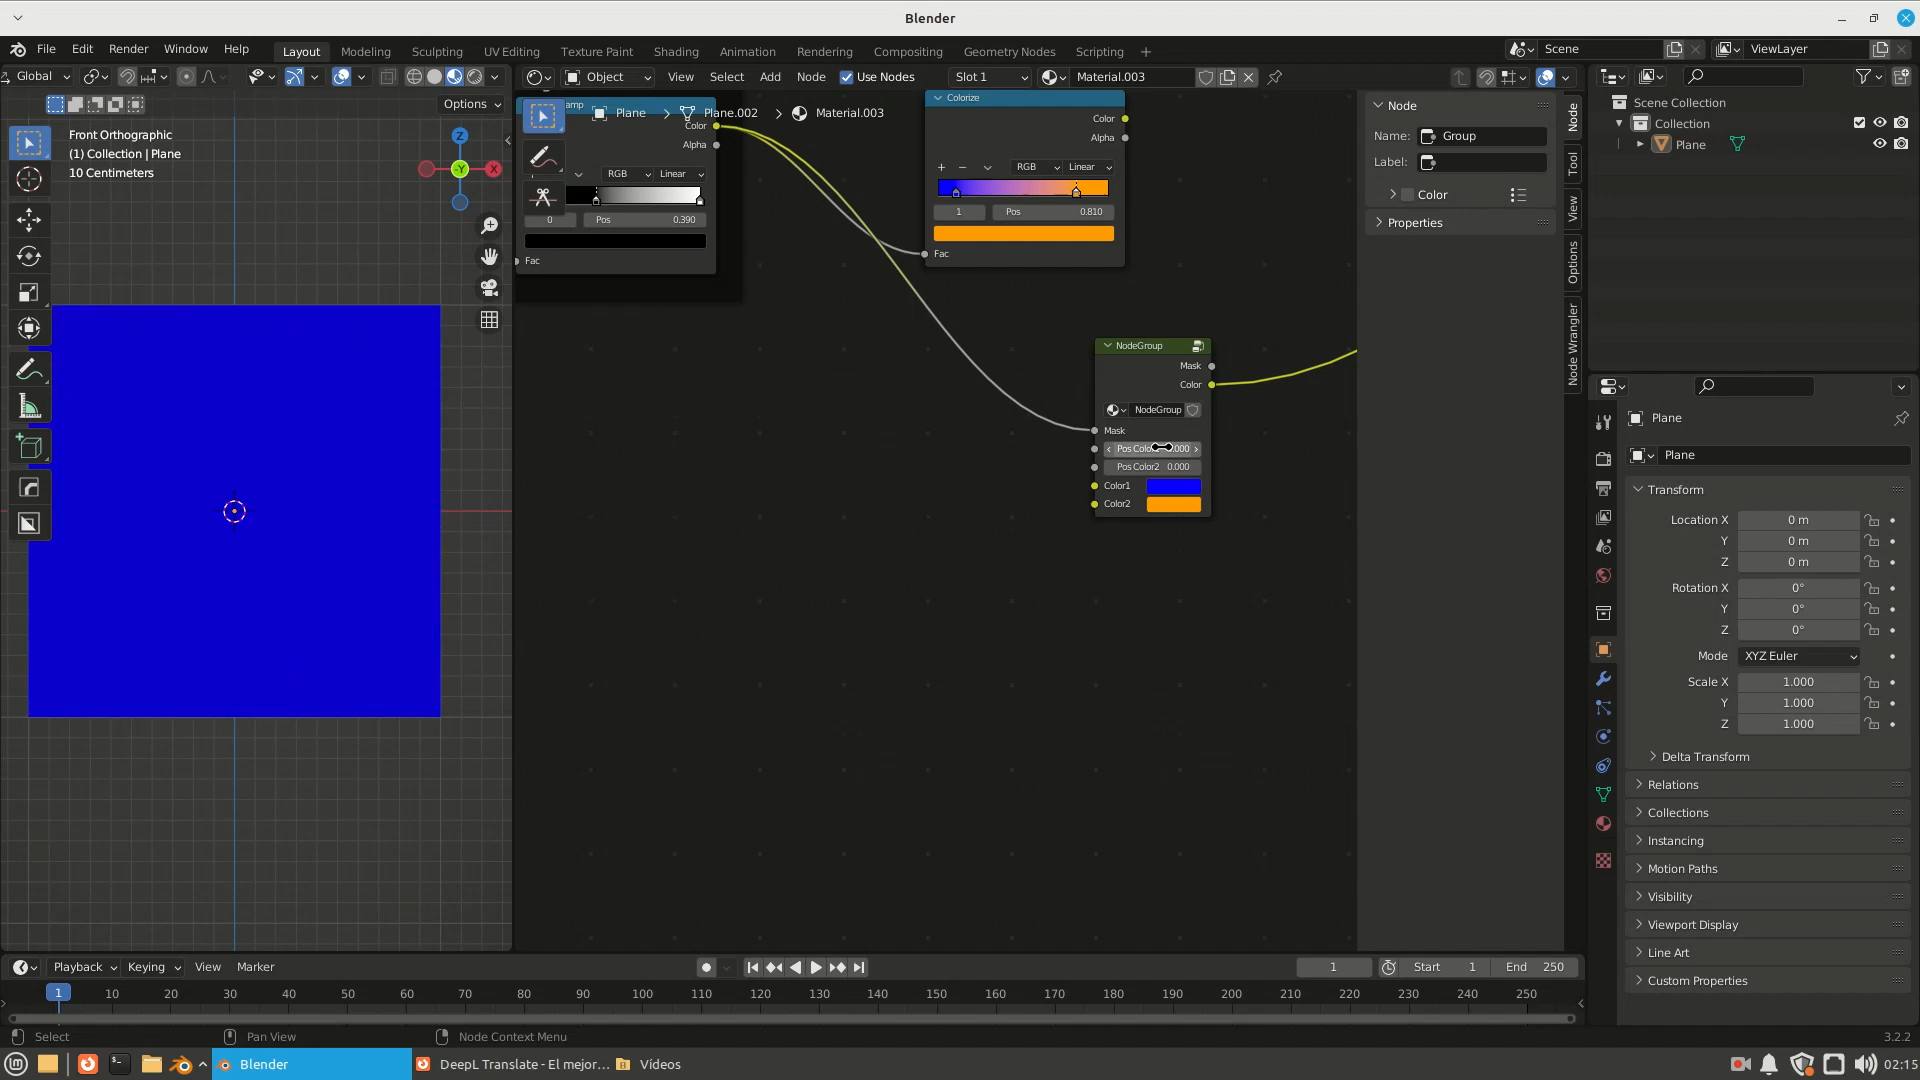 Blender
File Edit Render Window Help Layout Modeling Sculpting UV Editing Texture Paint Shading Animation Rendering Compositing Geometry Nodes Scripting + Scene ViewLayer
Global Object View Select Add Node Use Nodes Slot 1 Material.003
Options
Front Orthographic
(1) Collection | Plane
10 Centimeters
Z
-Y
X
amp
Plane > Plane.002 > Material.003
Color
Alpha
RGB Linear
0 Pos 0.390
Fac
Colorize
Color
Alpha
RGB Linear
1 Pos 0.810
Fac
NodeGroup
Mask
Color
NodeGroup
Mask
Pos Color
Pos Color2 0.000
Color1
Color2
Node
Name: Group
Label:
Color
Properties
Node
Tool
View
Options
Node Wrangler
Scene Collection
Collection
Plane
Plane
Plane
Transform
Location X 0 m
Y 0 m
Z 0 m
Rotation X 0°
Y 0°
Z 0°
Mode XYZ Euler
Scale X 1.000
Y 1.000
Z 1.000
Delta Transform
Relations
Collections
Instancing
Motion Paths
Visibility
Viewport Display
Line Art
Custom Properties
Playback Keying View Marker 1 Start 1 End 250
1 10 20 30 40 50 60 70 80 90 100 110 120 130 140 150 160 170 180 190 200 210 220 230 240 250
Select Pan View Node Context Menu 3.2.2
Blender DeepL Translate - El mejor... Vídeos 02:15